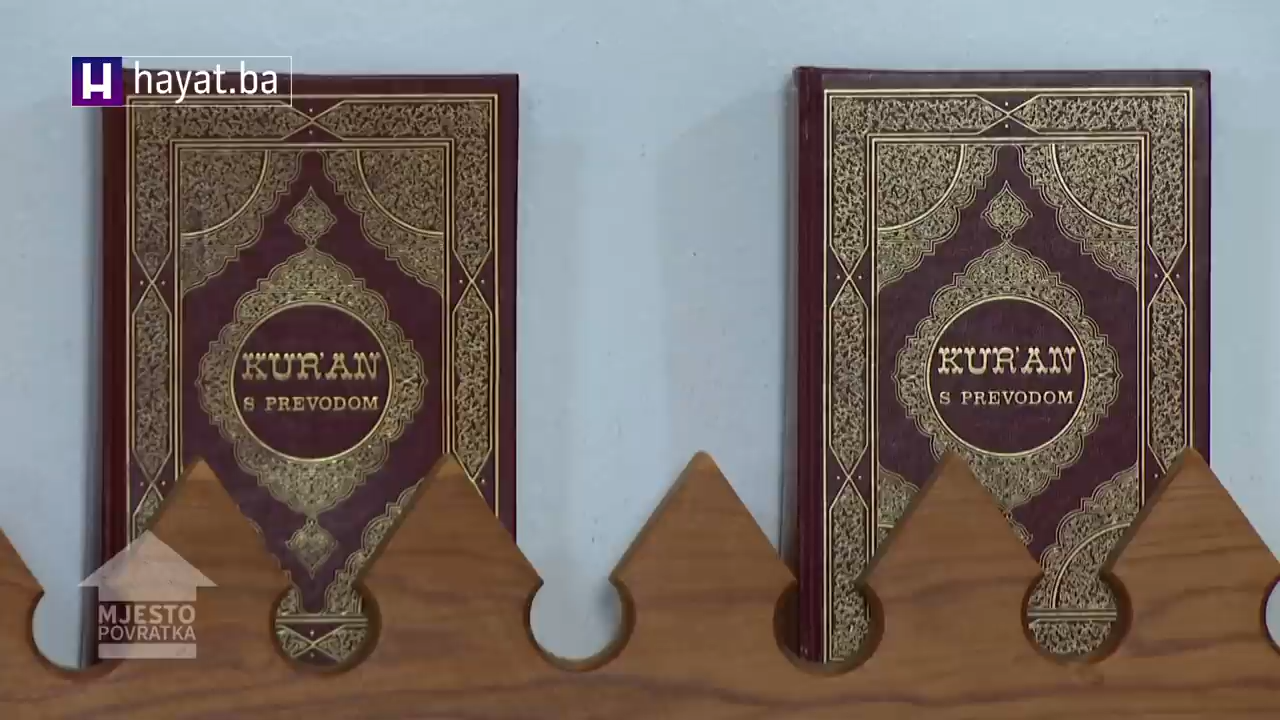 hayat.ba
KUR'AN
S PREVODOM
KUR'AN
S PREVODOM
MJESTO
POVRATKA